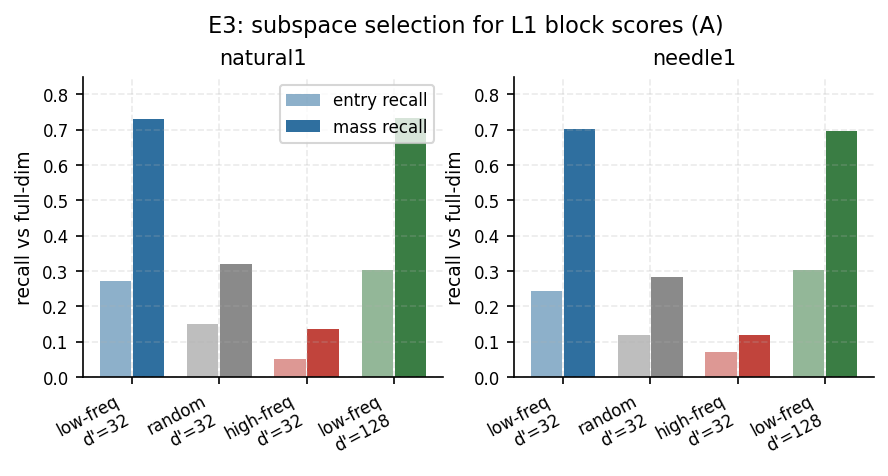 E3: subspace selection for L1 block scores (A)
natural1
needle1
entry recall
mass recall
recall vs full-dim
0.8
0.7
0.6
0.5
0.4
0.3
0.2
0.1
0.0
low-freq
d'=32
random
d'=32
high-freq
d'=32
low-freq
d'=128
recall vs full-dim
0.8
0.7
0.6
0.5
0.4
0.3
0.2
0.1
0.0
low-freq
d'=32
random
d'=32
high-freq
d'=32
low-freq
d'=128